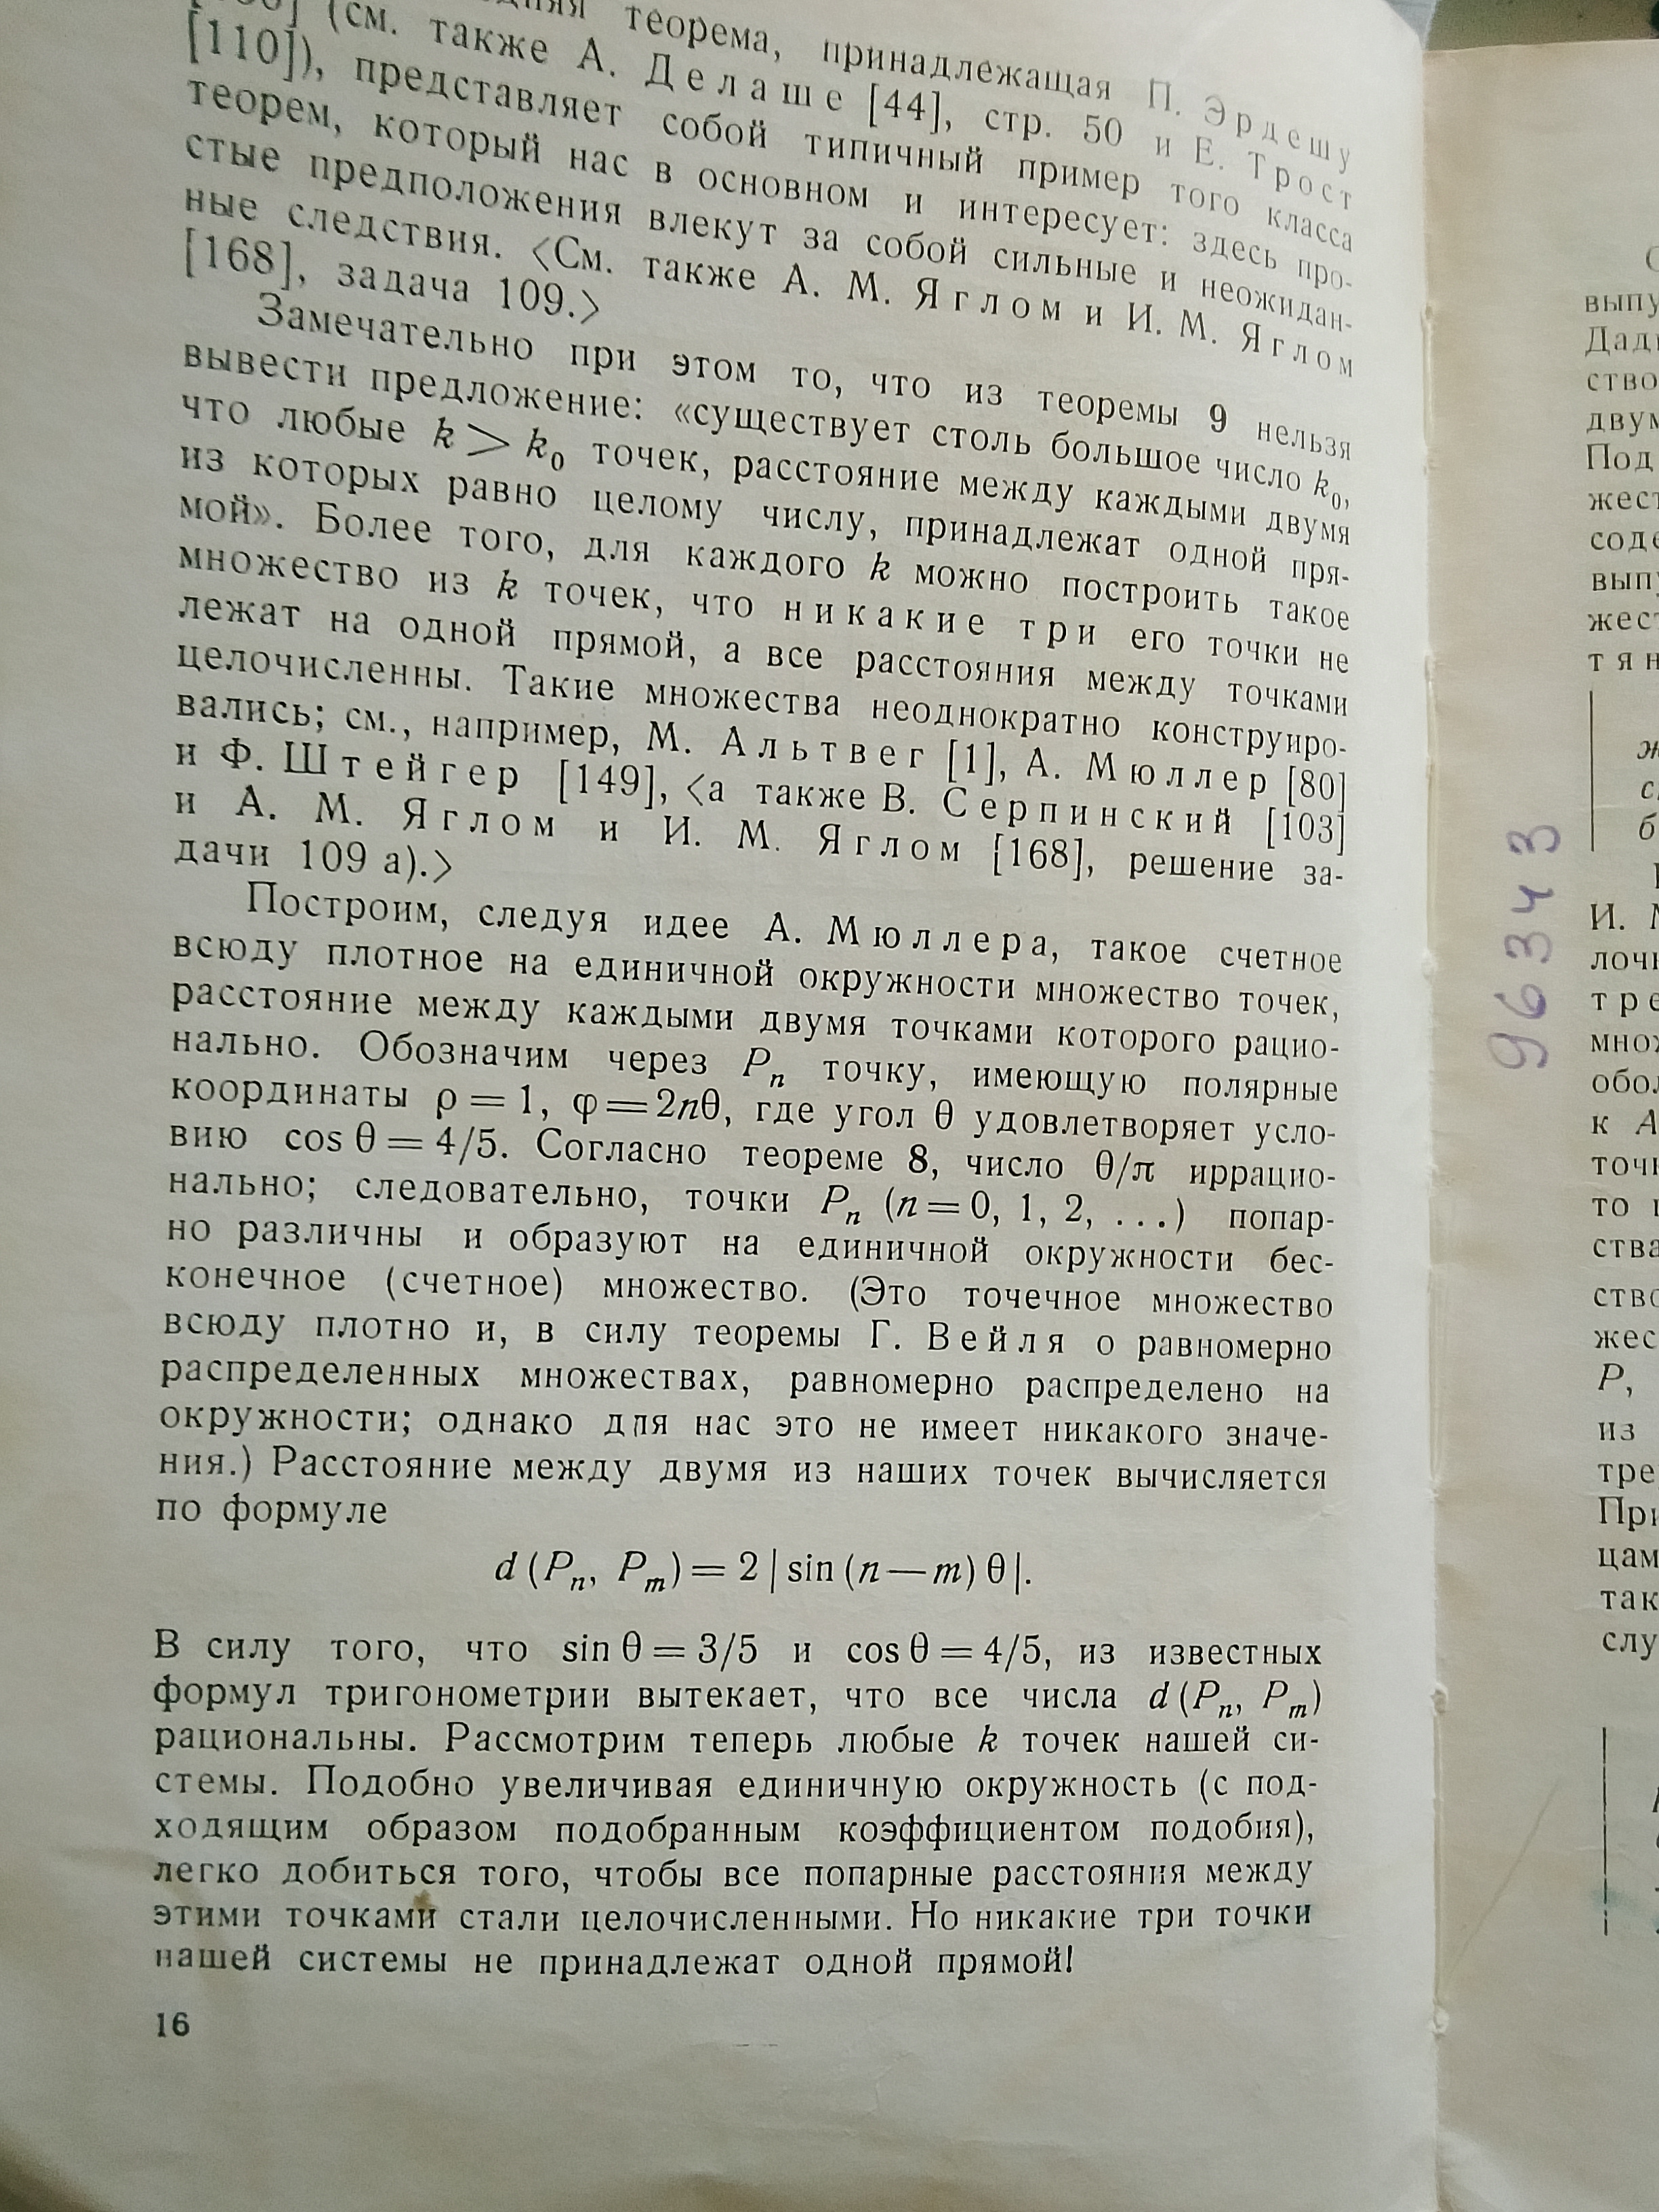 теорема, принадлежащая П. Эрдешу
(см. также А. Делаше [44], стр. 50 и Е. Трост
[110]), представляет собой типичный пример того класса
теорем, который нас в основном и интересует: здесь про-
стые предположения влекут за собой сильные и неожидан-
ные следствия. <См. также А. М. Яглом и И. М. Яглом
[168], задача 109.>
Замечательно при этом то, что из теоремы 9 нельзя
вывести предложение: «существует столь большое число k₀,
что любые k > k₀ точек, расстояние между каждыми двумя
из которых равно целому числу, принадлежат одной пря-
мой». Более того, для каждого k можно построить такое
множество из k точек, что никакие три его точки не
лежат на одной прямой, а все расстояния между точками
целочисленны. Такие множества неоднократно конструиро-
вались; см., например, М. Альтвег [1], А. Мюллер [80]
и Ф. Штейгер [149], <а также В. Серпинский [103]
и А. М. Яглом и И. М. Яглом [168], решение за-
дачи 109 а).>
Построим, следуя идее А. Мюллера, такое счетное
всюду плотное на единичной окружности множество точек,
расстояние между каждыми двумя точками которого рацио-
нально. Обозначим через Pₙ точку, имеющую полярные
координаты ρ = 1, φ = 2nθ, где угол θ удовлетворяет усло-
вию cos θ = 4/5. Согласно теореме 8, число θ/π иррацио-
нально; следовательно, точки Pₙ (n = 0, 1, 2, ...) попар-
но различны и образуют на единичной окружности бес-
конечное (счетное) множество. (Это точечное множество
всюду плотно и, в силу теоремы Г. Вейля о равномерно
распределенных множествах, равномерно распределено на
окружности; однако для нас это не имеет никакого значе-
ния.) Расстояние между двумя из наших точек вычисляется
по формуле
d (Pₙ, Pₘ) = 2 | sin (n — m) θ |.
В силу того, что sin θ = 3/5 и cos θ = 4/5, из известных
формул тригонометрии вытекает, что все числа d (Pₙ, Pₘ)
рациональны. Рассмотрим теперь любые k точек нашей си-
стемы. Подобно увеличивая единичную окружность (с под-
ходящим образом подобранным коэффициентом подобия),
легко добиться того, чтобы все попарные расстояния между
этими точками стали целочисленными. Но никакие три точки
нашей системы не принадлежат одной прямой!
16
96343